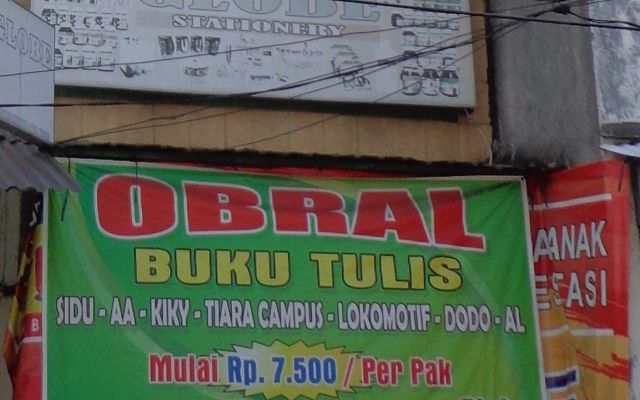 GLOBE
STATIONERY
GLOBE
OBRAL
BUKU TULIS
SIDU - AA - KIKY - TIARA CAMPUS - LOKOMOTIF - DODO - AL
Mulai Rp. 7.500 / Per Pak
ANAK